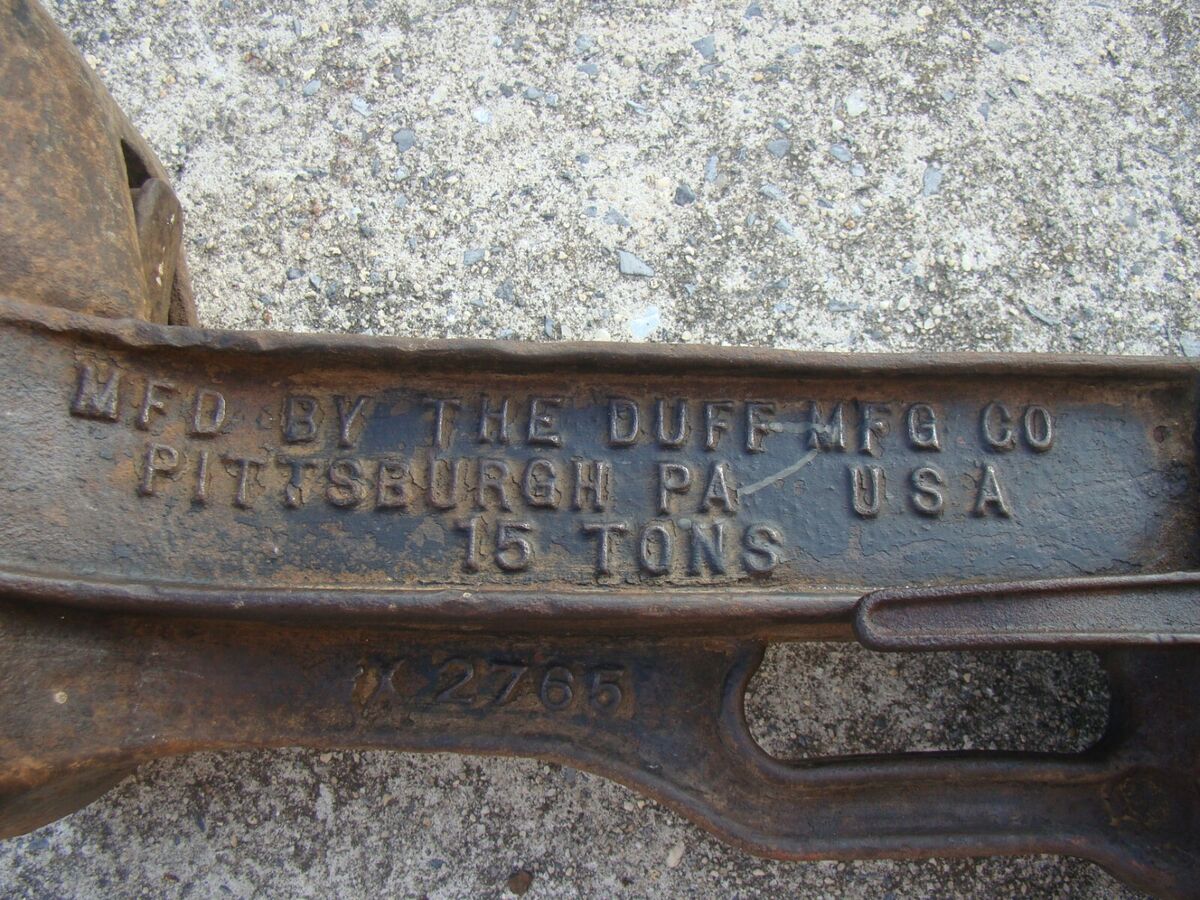 MFD BY THE DUFF MFG CO
PITTSBURGH PA USA
15 TONS
X 2765